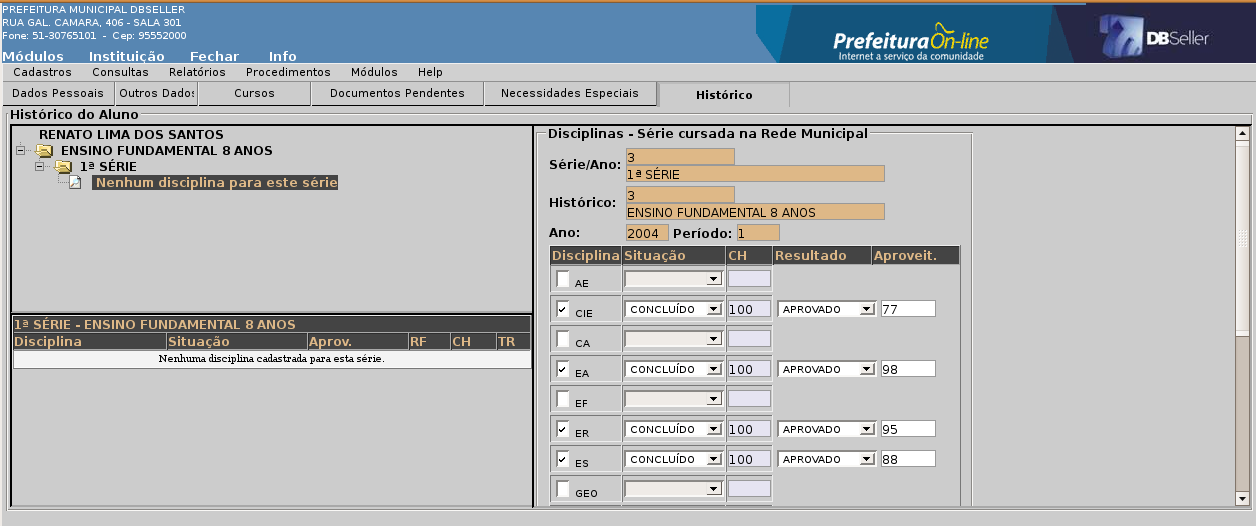 PREFEITURA MUNICIPAL DBSELLER
RUA GAL. CAMARA, 406 - SALA 301
Fone: 51-30765101 - Cep: 95552000
Prefeitura On-line
Internet a serviço da comunidade
DBSeller
Módulos Instituição Fechar Info
Cadastros Consultas Relatórios Procedimentos Módulos Help
Dados Pessoais Outros Dados Cursos Documentos Pendentes Necessidades Especiais Histórico
Histórico do Aluno
RENATO LIMA DOS SANTOS
ENSINO FUNDAMENTAL 8 ANOS
1ª SÉRIE
Nenhum disciplina para este série
1ª SÉRIE - ENSINO FUNDAMENTAL 8 ANOS
Disciplina Situação Aprov. RF CH TR
Nenhuma disciplina cadastrada para esta série.
Disciplinas - Série cursada na Rede Municipal
Série/Ano: 3
1ª SÉRIE
Histórico: 3
ENSINO FUNDAMENTAL 8 ANOS
Ano: 2004 Período: 1
Disciplina Situação CH Resultado Aproveit.
AE
CIE CONCLUÍDO 100 APROVADO 77
CA
EA CONCLUÍDO 100 APROVADO 98
EF
ER CONCLUÍDO 100 APROVADO 95
ES CONCLUÍDO 100 APROVADO 88
GEO